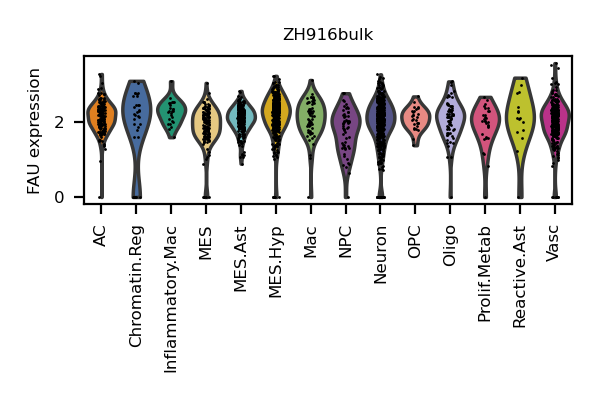 ZH916bulk
FAU expression
2
0
AC
Chromatin.Reg
Inflammatory.Mac
MES
MES.Ast
MES.Hyp
Mac
NPC
Neuron
OPC
Oligo
Prolif.Metab
Reactive.Ast
Vasc